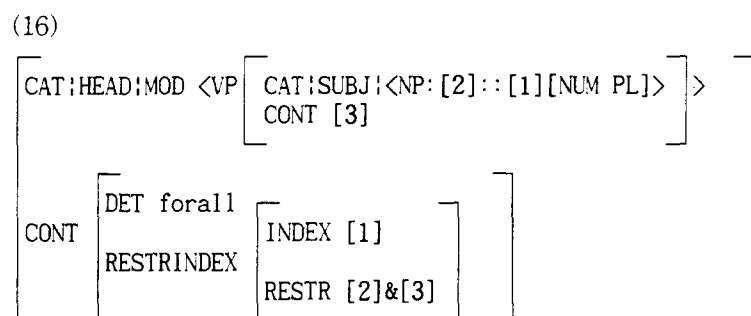 (16)
CAT¦HEAD¦MOD <VP[CAT¦SUBJ¦<NP:[2]::[1][NUM PL]>]>
CONT [3]
DET forall
CONT
RESTRINDEX
INDEX [1]
RESTR [2]&[3]